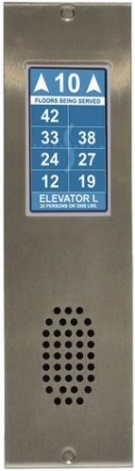 10
FLOORS BEING SERVED
42
33 38
24 27
12 19
ELEVATOR L
20 PERSONS OR 3500 LBS.